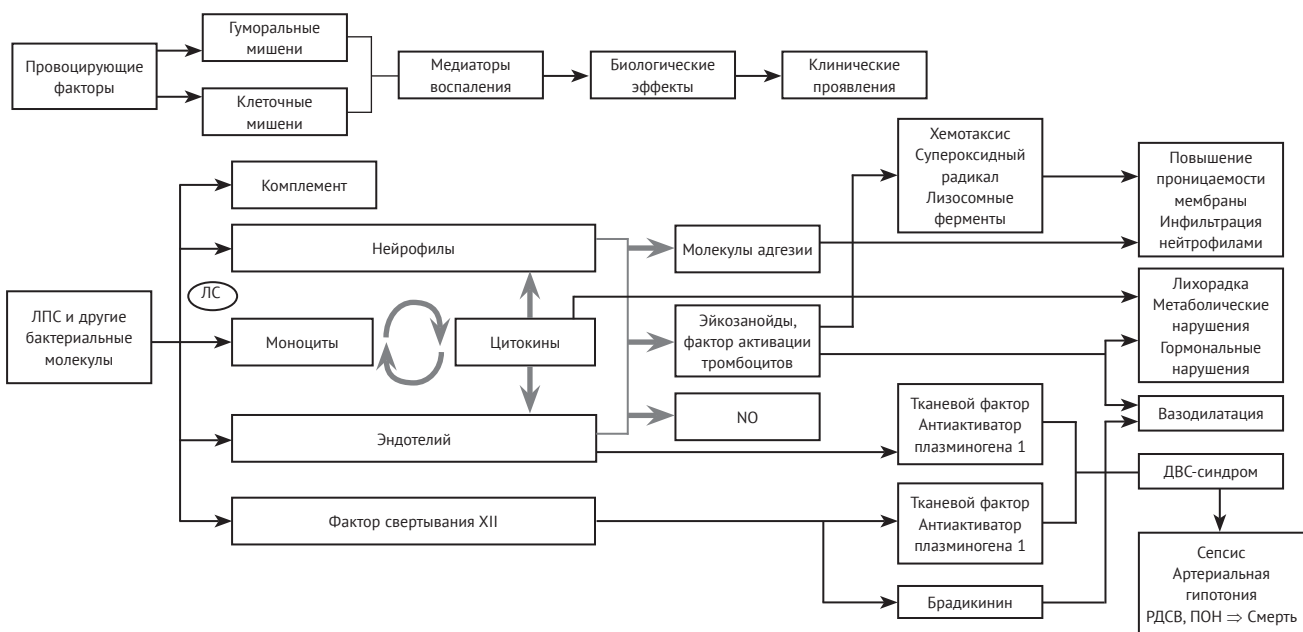 Гуморальные
мишени
Провоцирующие
факторы
Клеточные
мишени
Медиаторы
воспаления
Биологические
эффекты
Клинические
проявления
Хемотаксис
Супероксидный
радикал
Лизосомные
ферменты
Повышение
проницаемости
мембраны
Инфильтрация
нейтрофилами
Комплемент
Нейрофилы
Молекулы адгезии
ЛС
ЛПС и другие
бактериальные
молекулы
Моноциты
Цитокины
Эйкозанойды,
фактор активации
тромбоцитов
Лихорадка
Метаболические
нарушения
Гормональные
нарушения
NO
Вазодилатация
Эндотелий
Тканевой фактор
Антиактиватор
плазминогена 1
ДВС-синдром
Фактор свертывания XII
Тканевой фактор
Антиактиватор
плазминогена 1
Брадикинин
Сепсис
Артериальная
гипотония
РДСВ, ПОН ⇒ Смерть